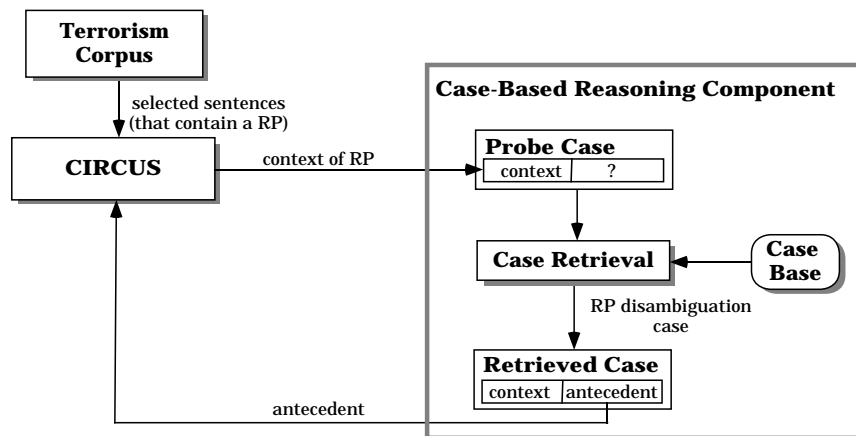 Terrorism
Corpus
selected sentences
(that contain a RP)
CIRCUS
context of RP
Case-Based Reasoning Component
Probe Case
context ?
Case Retrieval
Case
Base
RP disambiguation
case
Retrieved Case
context antecedent
antecedent